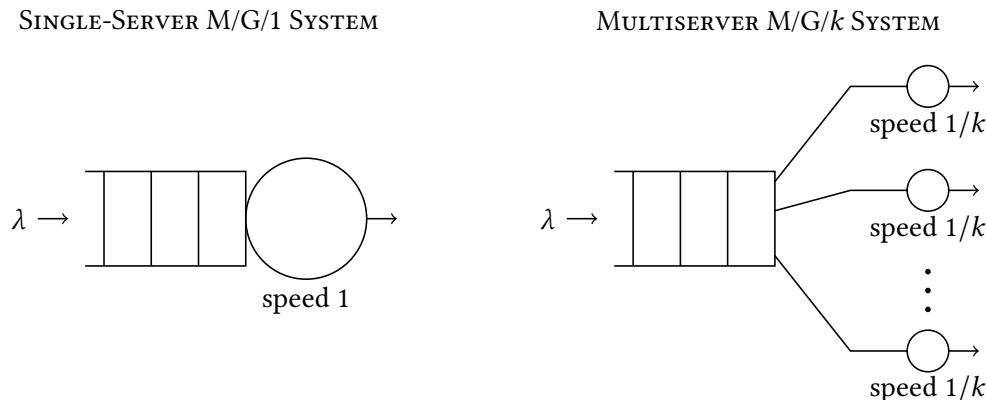 SINGLE-SERVER M/G/1 SYSTEM
λ
speed 1
MULTISERVER M/G/k SYSTEM
λ
speed 1/k
speed 1/k
speed 1/k